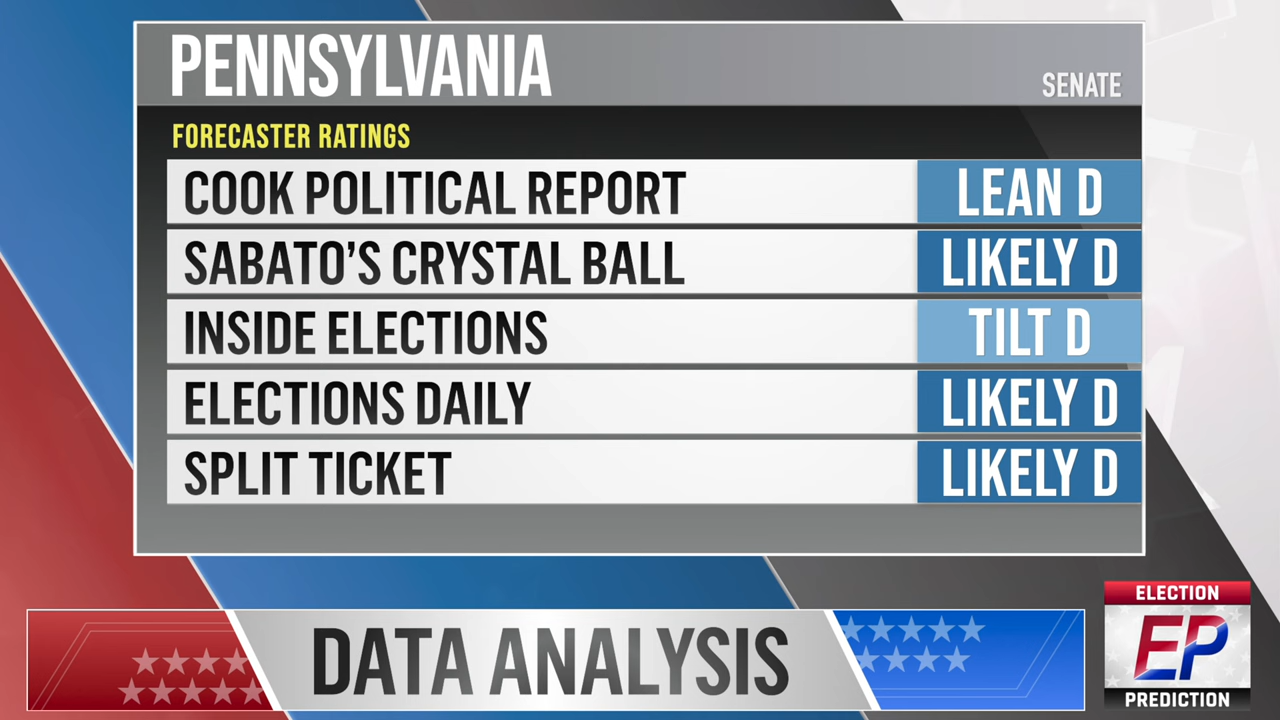 PENNSYLVANIA
SENATE
FORECASTER RATINGS
COOK POLITICAL REPORT LEAN D
SABATO'S CRYSTAL BALL LIKELY D
INSIDE ELECTIONS TILT D
ELECTIONS DAILY LIKELY D
SPLIT TICKET LIKELY D
DATA ANALYSIS
ELECTION
EP
PREDICTION